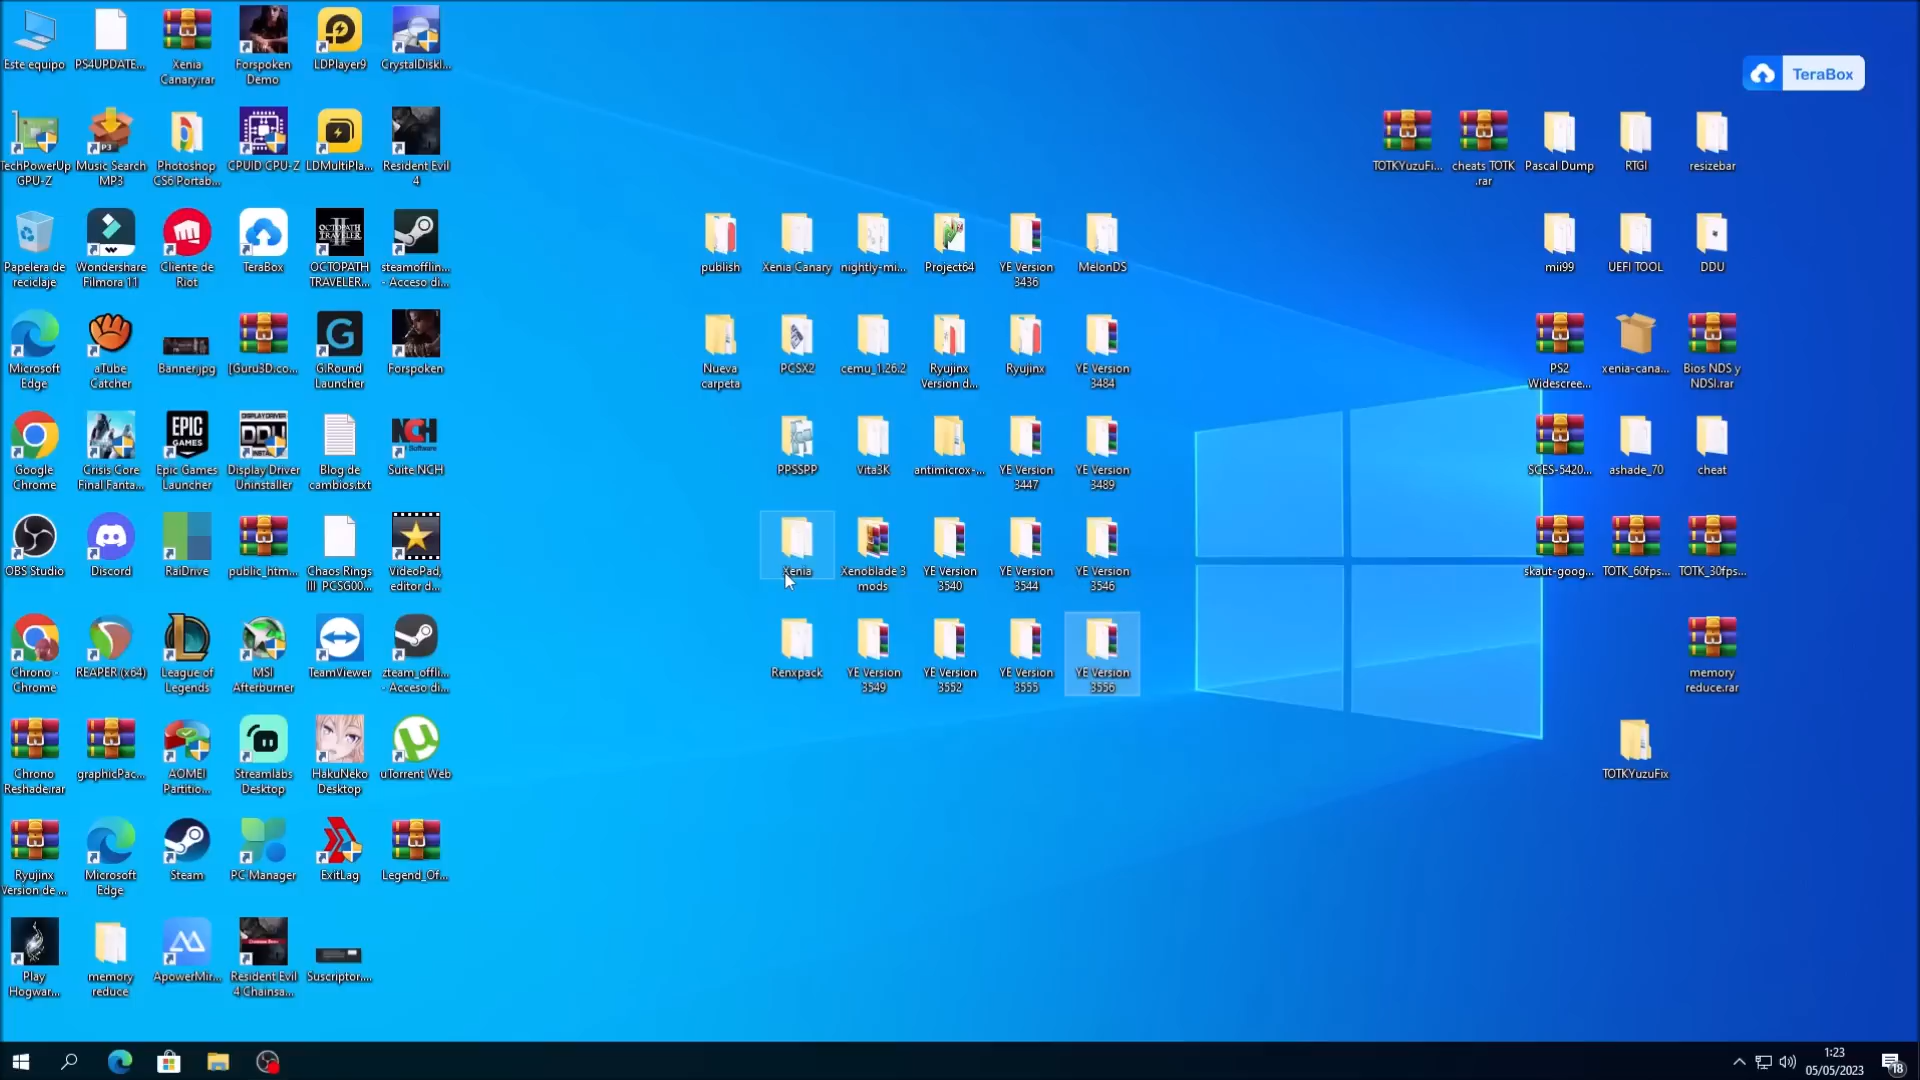 Este equipo
PS4UPDATE...
Xenia
Canary.rar
Forspoken
Demo
LDPlayer9
CrystalDiskI...
TeraBox
TechPowerUp
GPU-Z
Music Search
MP3
Photoshop
CS6 Portab...
CPUID CPU-Z
LDMultiPla...
Resident Evil
4
TOTKYuzuFi...
cheats TOTK
.rar
Pascal Dump
RTGI
resizebar
Papelera de
reciclaje
Wondershare
Filmora 11
Cliente de
Riot
TeraBox
OCTOPATH
TRAVELER...
steamofflin...
- Acceso di...
publish
Xenia Canary
nightly-mi...
Project64
YE Version
3436
MelonDS
mii99
UEFI TOOL
DDU
Microsoft
Edge
aTube
Catcher
Banner.jpg
[Guru3D.co...
G.Round
Launcher
Forspoken
Nueva
carpeta
PCSX2
cemu_1.26.2
Ryujinx
Version d...
Ryujinx
YE Version
3484
PS2
Widescree...
xenia-cana...
Bios NDS y
NDSI.rar
Google
Chrome
Crisis Core
Final Fanta...
EPIC
GAMES
Epic Games
Launcher
DISPLAY DRIVER
DDU
Display Driver
Uninstaller
Blog de
cambios.txt
NCH
Suite NCH
PPSSPP
Vita3K
antimicrox-...
YE Version
3447
YE Version
3489
SCES-5420...
ashade_70
cheat
OBS Studio
Discord
RaiDrive
public_htm...
Chaos Rings
III PCSG00...
VideoPad,
editor d...
Xenia
Xenoblade 3
mods
YE Version
3540
YE Version
3544
YE Version
3546
skaut-goog...
TOTK_60fps...
TOTK_30fps...
Chrono -
Chrome
REAPER (x64)
League of
Legends
MSI
Afterburner
TeamViewer
zteam_offli...
- Acceso di...
Renxpack
YE Version
3549
YE Version
3552
YE Version
3555
YE Version
3556
memory
reduce.rar
Chrono
Reshade.rar
graphicPac...
AOMEI
Partitio...
Streamlabs
Desktop
HakuNeko
Desktop
uTorrent Web
TOTKYuzuFix
Ryujinx
Version de ...
Microsoft
Edge
Steam
PC Manager
ExitLag
Legend_Of...
Play
Hogwar...
memory
reduce
ApowerMir...
Resident Evil
4 Chainsa...
Suscriptor....
1:23
05/05/2023
18